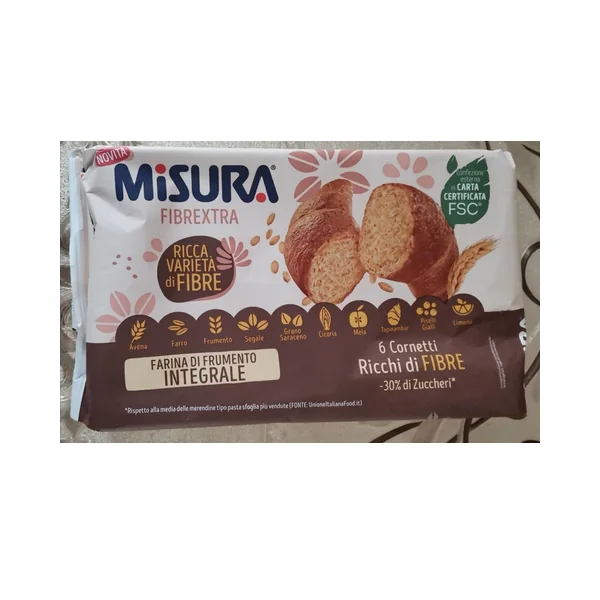 NOVITÀ
MiSURA®
FIBREXTRA
confezione
esterna
in CARTA
CERTIFICATA
FSC®
RICCA
VARIETÀ
di FIBRE
Avena
Farro
Frumento
Segale
Grano
Saraceno
Cicoria
Mela
Topinambur
Piselli
Gialli
Limone
FARINA DI FRUMENTO
INTEGRALE
6 Cornetti
Ricchi di FIBRE
-30% di Zuccheri*
*Rispetto alla media delle merendine tipo pasta sfoglia più vendute (FONTE: UnioneItalianaFood.it)